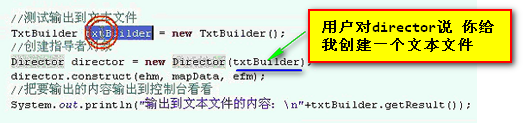 //测试输出到文本文件
TxtBuilder txtBuilder = new TxtBuilder();
//创建指导者对象
Director director = new Director(txtBuilder);
director.construct(ehm, mapData, efm);
//把要输出的内容输出到控制台看看
System.out.println("输出到文本文件的内容: \n"+txtBuilder.getResult());
用户对director说 你给
我创建一个文本文件